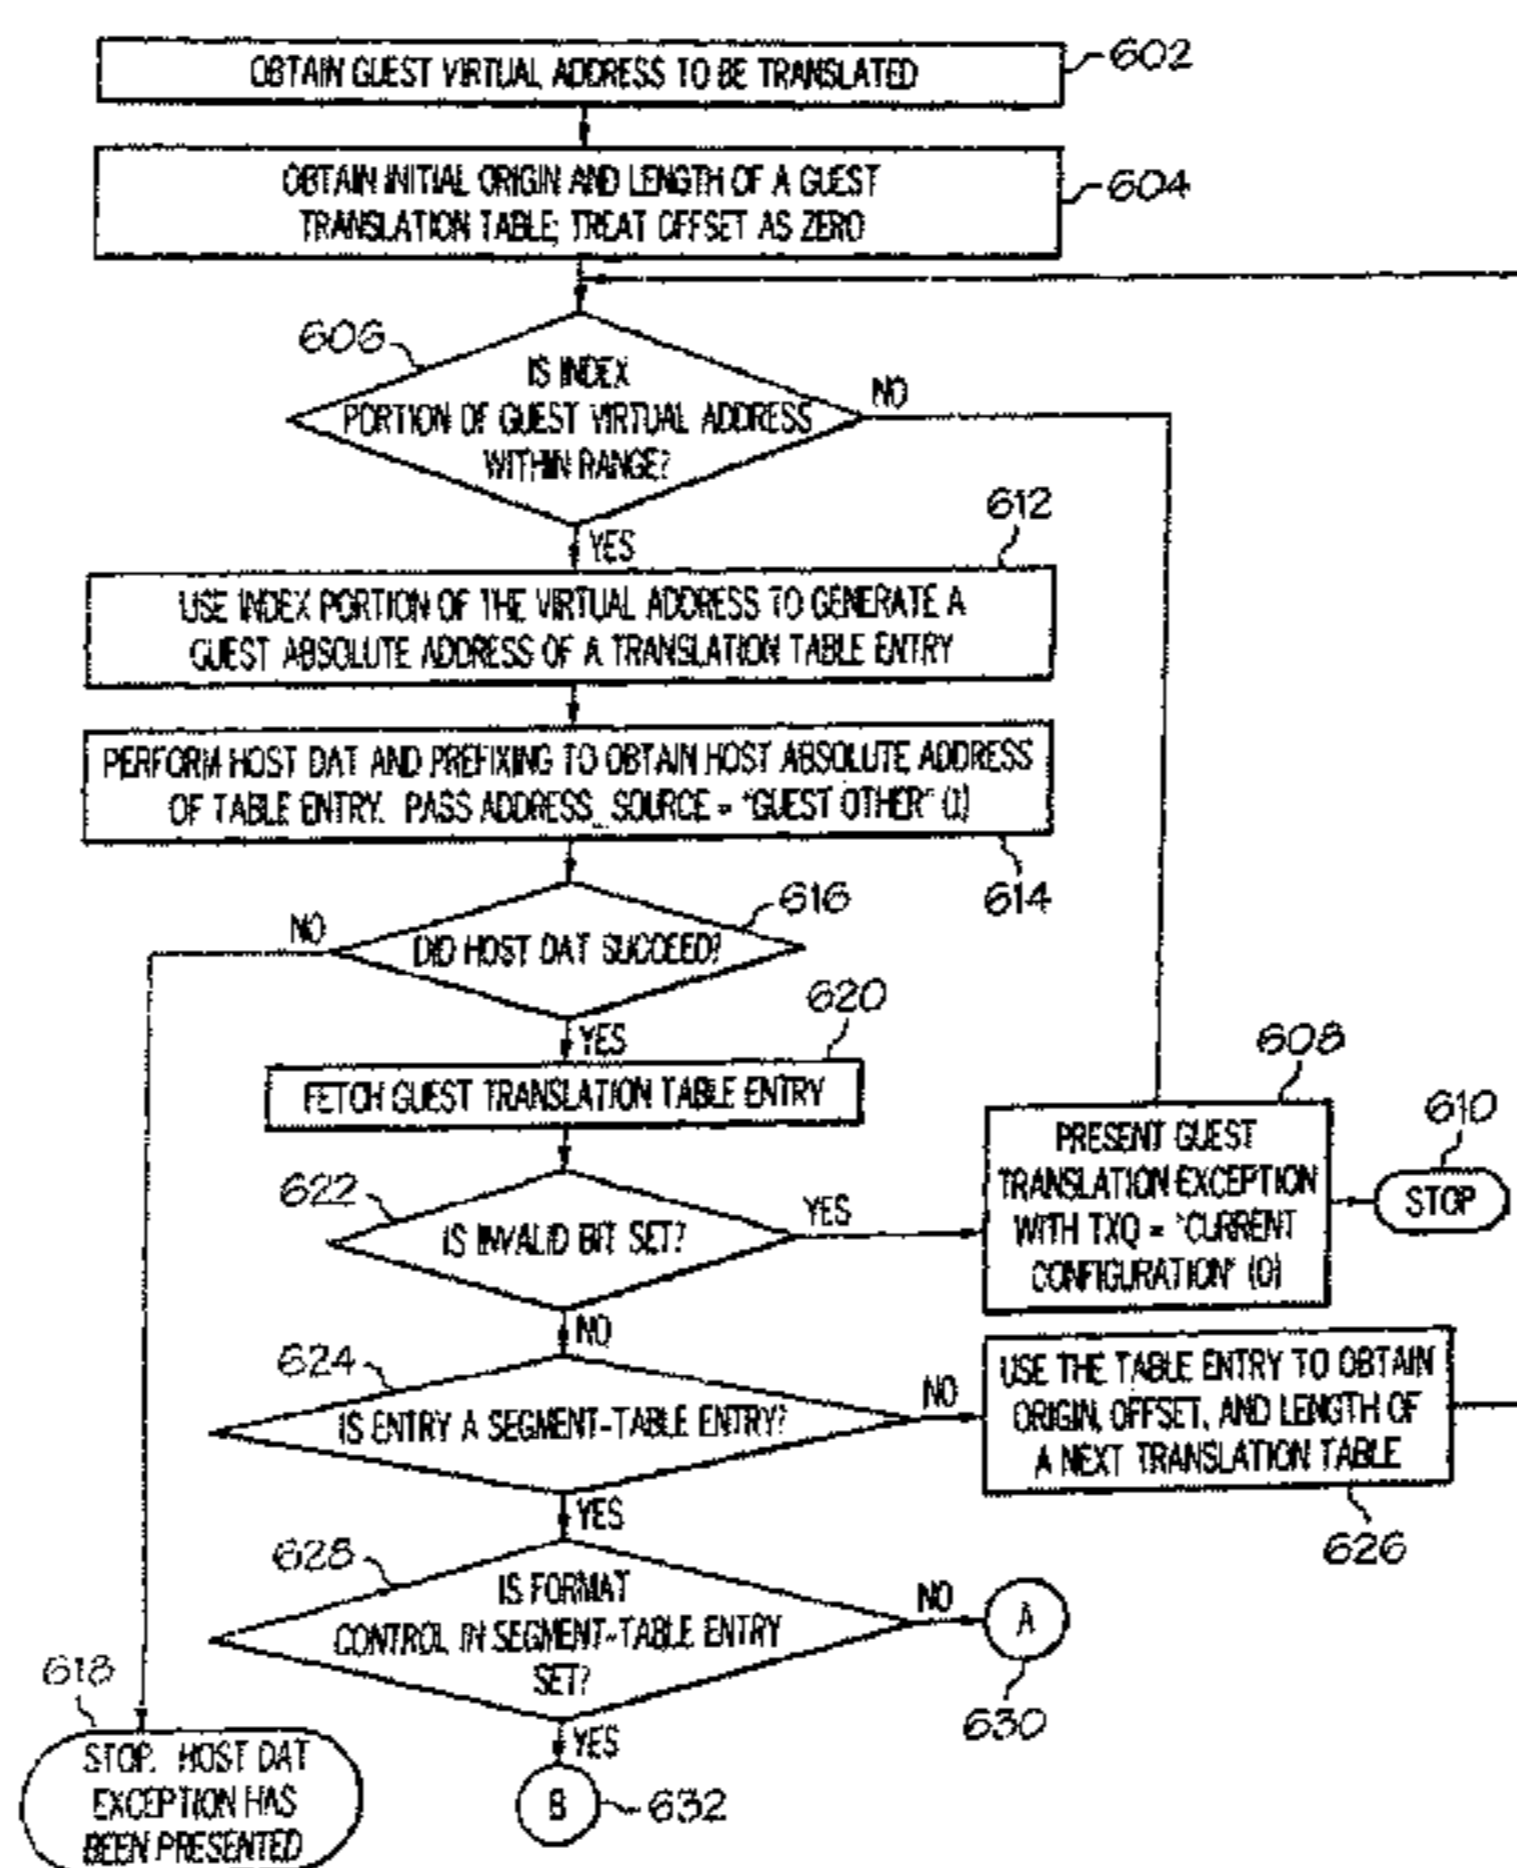 OBTAIN GUEST VIRTUAL ADDRESS TO BE TRANSLATED
602
OBTAIN INITIAL ORIGIN AND LENGTH OF A GUEST
TRANSLATION TABLE; TREAT OFFSET AS ZERO
604
606
IS INDEX
PORTION OF GUEST VIRTUAL ADDRESS
WITHIN RANGE?
NO
YES
612
USE INDEX PORTION OF THE VIRTUAL ADDRESS TO GENERATE A
GUEST ABSOLUTE ADDRESS OF A TRANSLATION TABLE ENTRY
PERFORM HOST DAT AND PREFIXING TO OBTAIN HOST ABSOLUTE ADDRESS
OF TABLE ENTRY. PASS ADDRESS_SOURCE = "GUEST OTHER" (1)
614
616
NO
DID HOST DAT SUCCEED?
YES
620
FETCH GUEST TRANSLATION TABLE ENTRY
622
IS INVALID BIT SET?
YES
608
PRESENT GUEST
TRANSLATION EXCEPTION
WITH TXQ = "CURRENT
CONFIGURATION" (0)
610
STOP
NO
624
IS ENTRY A SEGMENT-TABLE ENTRY?
NO
USE THE TABLE ENTRY TO OBTAIN
ORIGIN, OFFSET, AND LENGTH OF
A NEXT TRANSLATION TABLE
626
YES
628
IS FORMAT
CONTROL IN SEGMENT-TABLE ENTRY
SET?
NO
A
630
YES
B
632
618
STOP. HOST DAT
EXCEPTION HAS
BEEN PRESENTED